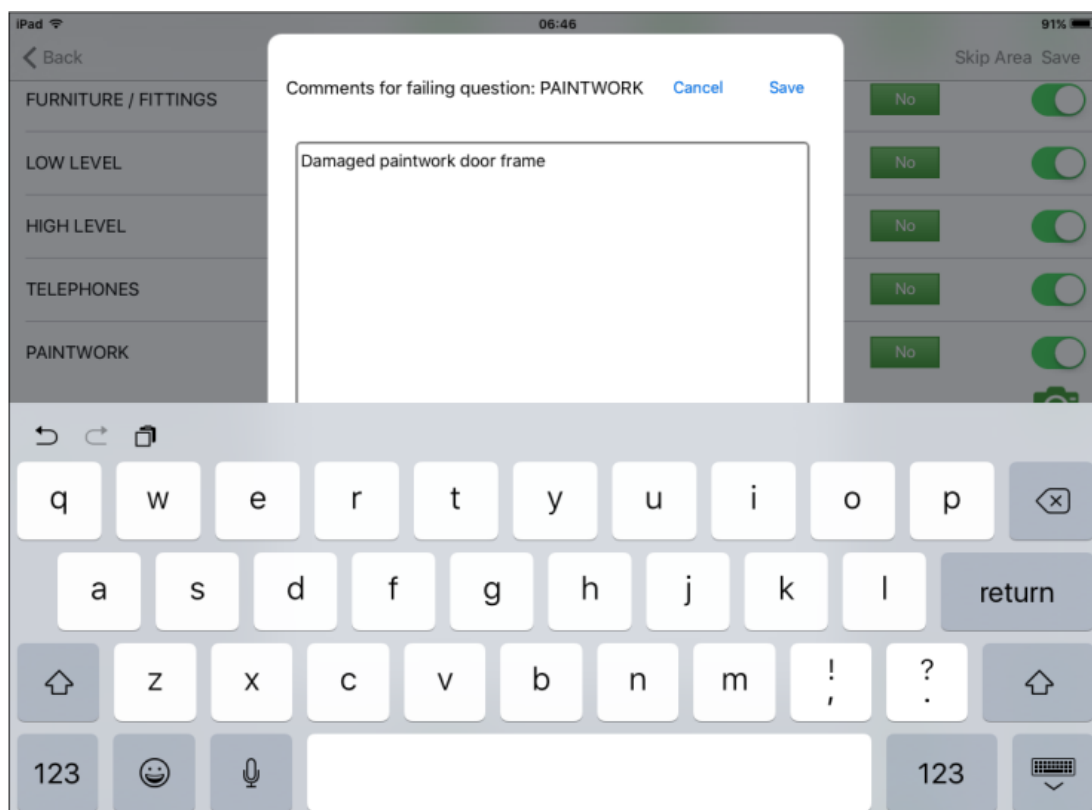 iPad 06:46 91%
Back Skip Area Save
Comments for failing question: PAINTWORK Cancel Save
Damaged paintwork door frame
FURNITURE / FITTINGS No
LOW LEVEL No
HIGH LEVEL No
TELEPHONES No
PAINTWORK No
q w e r t y u i o p
a s d f g h j k l return
z x c v b n m ! , ? .
123 123